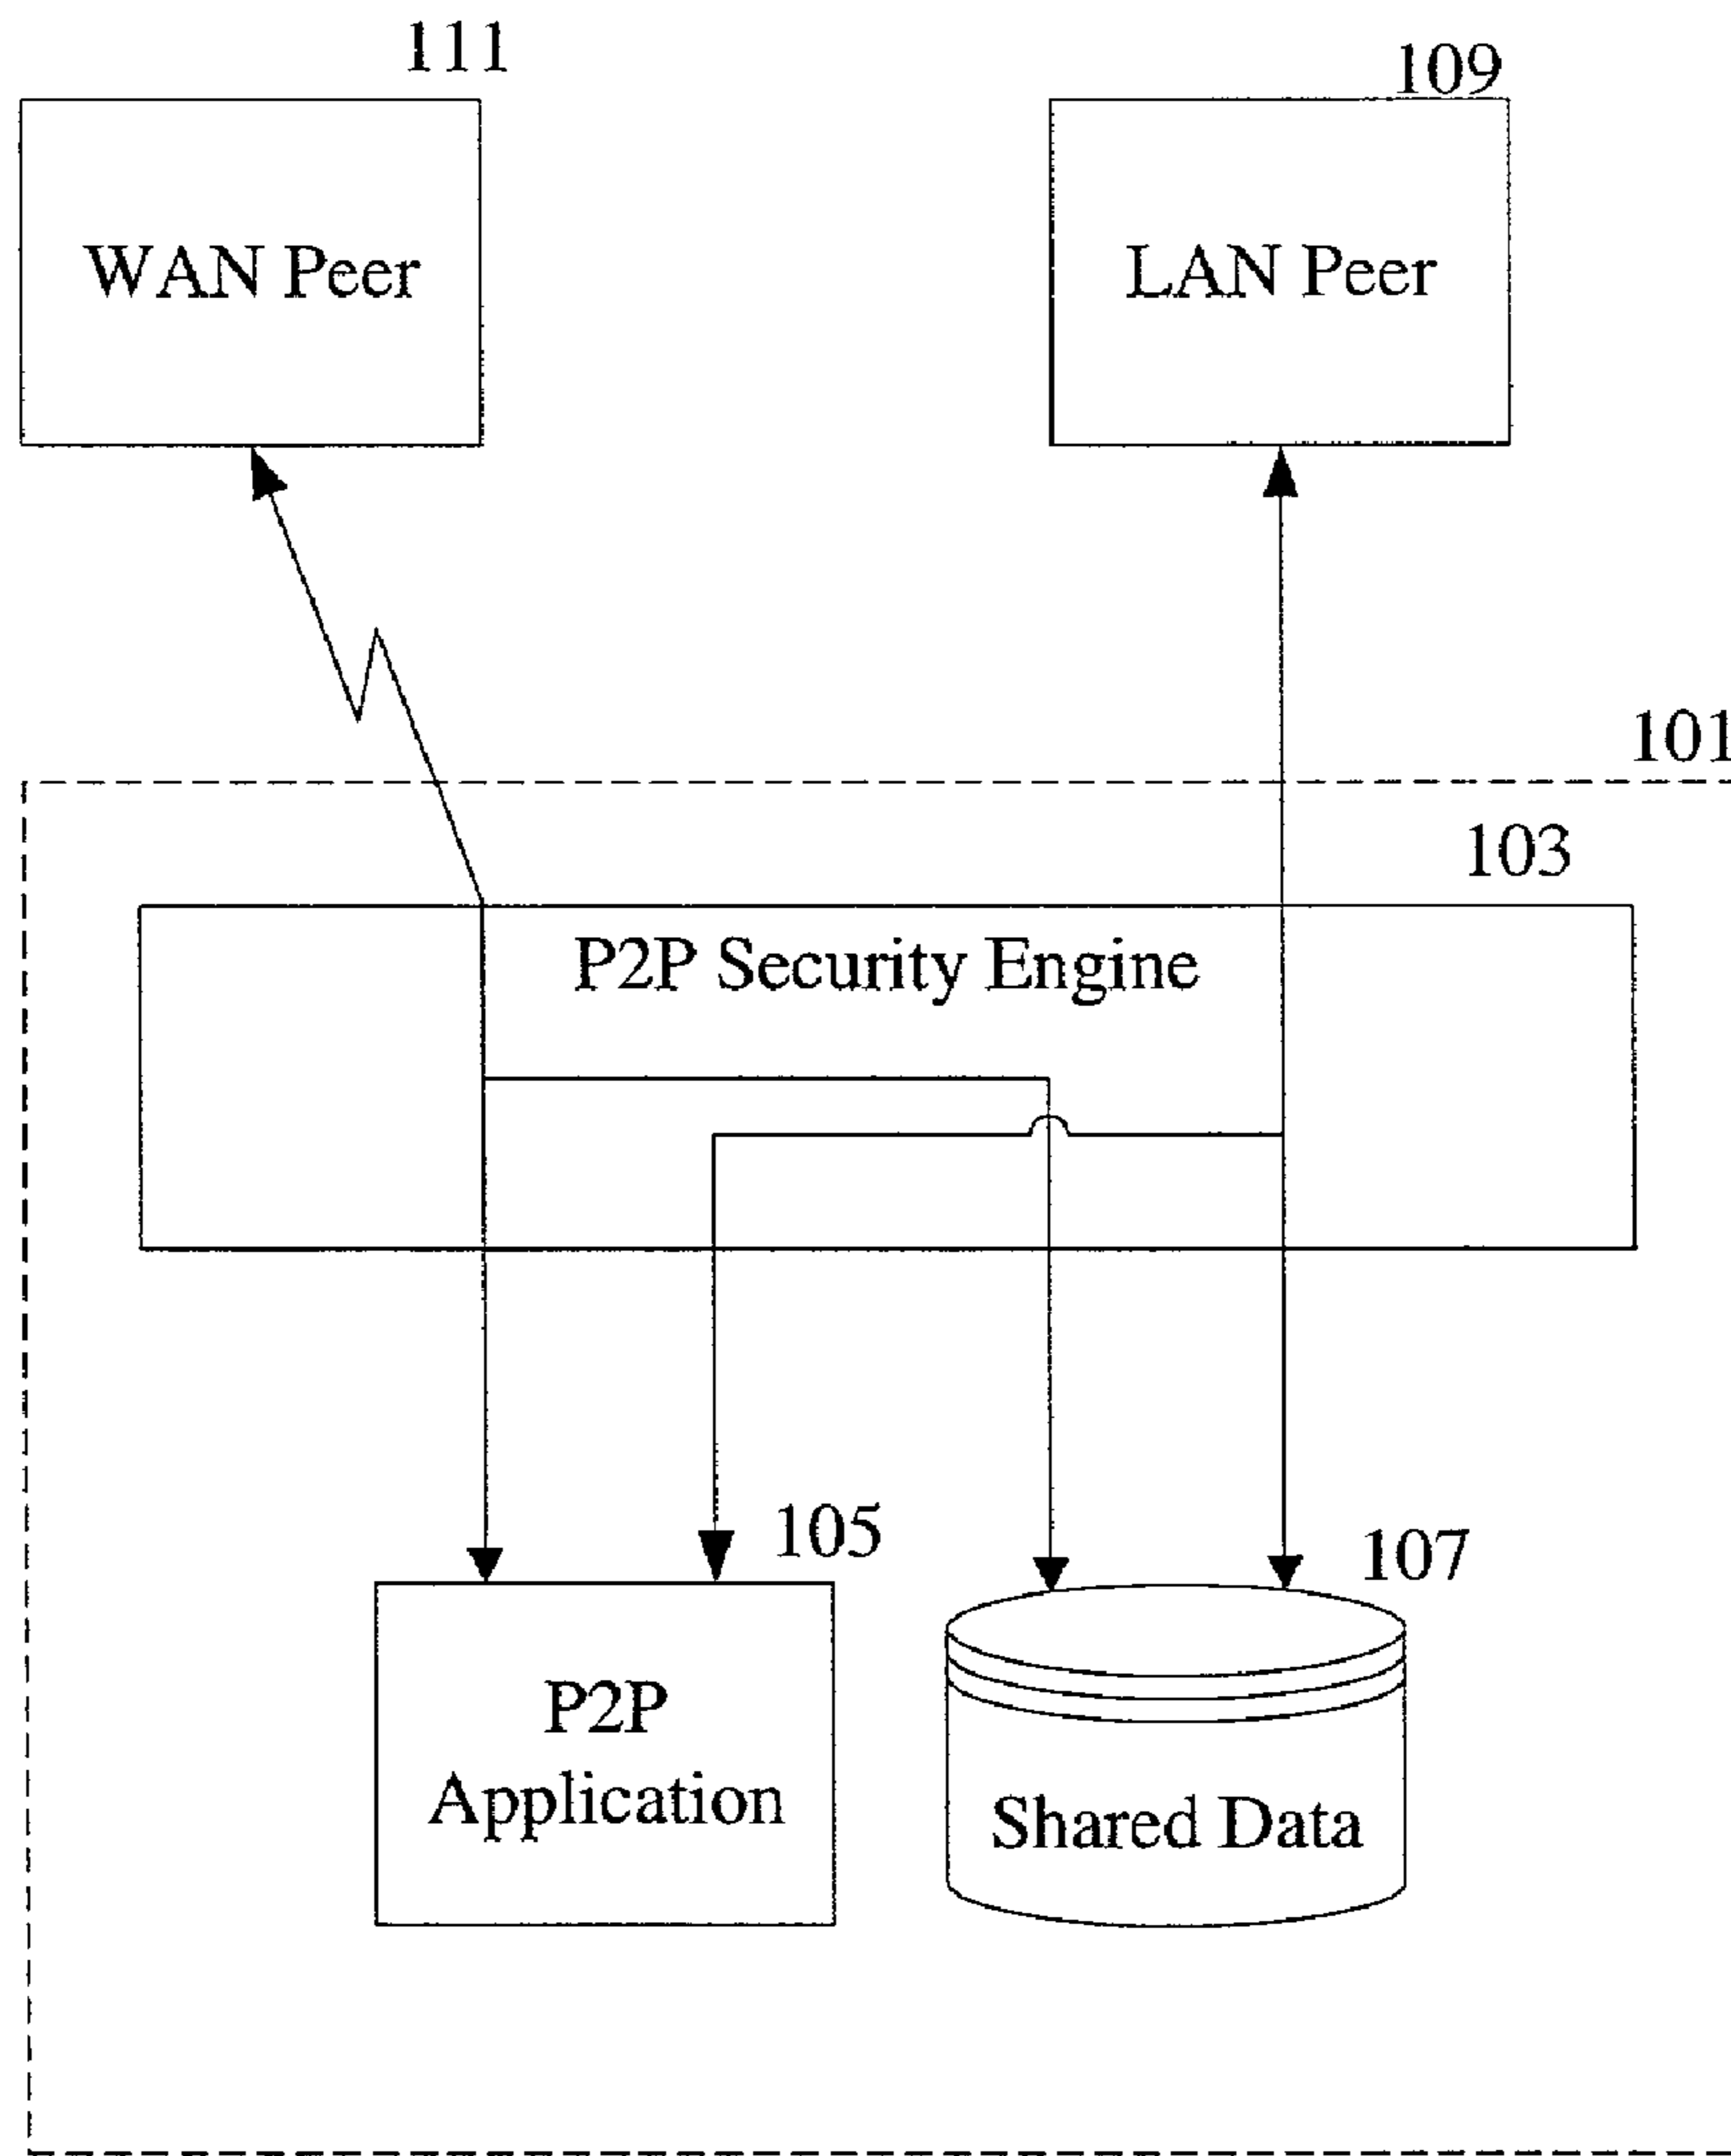 111
109
WAN Peer
LAN Peer
101
103
P2P Security Engine
105
107
P2P
Application
Shared Data